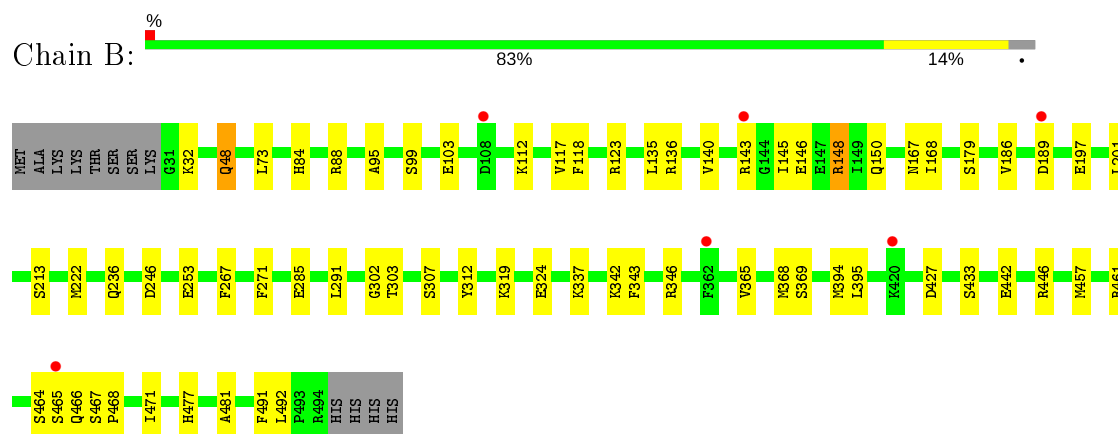 %
Chain B:
83% 14% •
MET ALA LYS LYS THR SER SER LYS G31 K32 Q48 L73 H84 R88 A95 S99 E103 D108 K112 V117 F118 R123 L135 R136 V140 R143 G144 I145 E146 E147 R148 I149 Q150 N167 I168 S179 V186 D189 E197 L201
S213 M222 Q236 D246 E253 F267 F271 E285 L291 G302 T303 S307 Y312 K319 E324 K337 K342 F343 R346 F362 V365 M368 S369 M394 L395 K420 D427 S433 E442 R446 M457
S464 S465 Q466 S467 P468 I471 H477 A481 F491 L492 P493 R494 HIS HIS HIS HIS